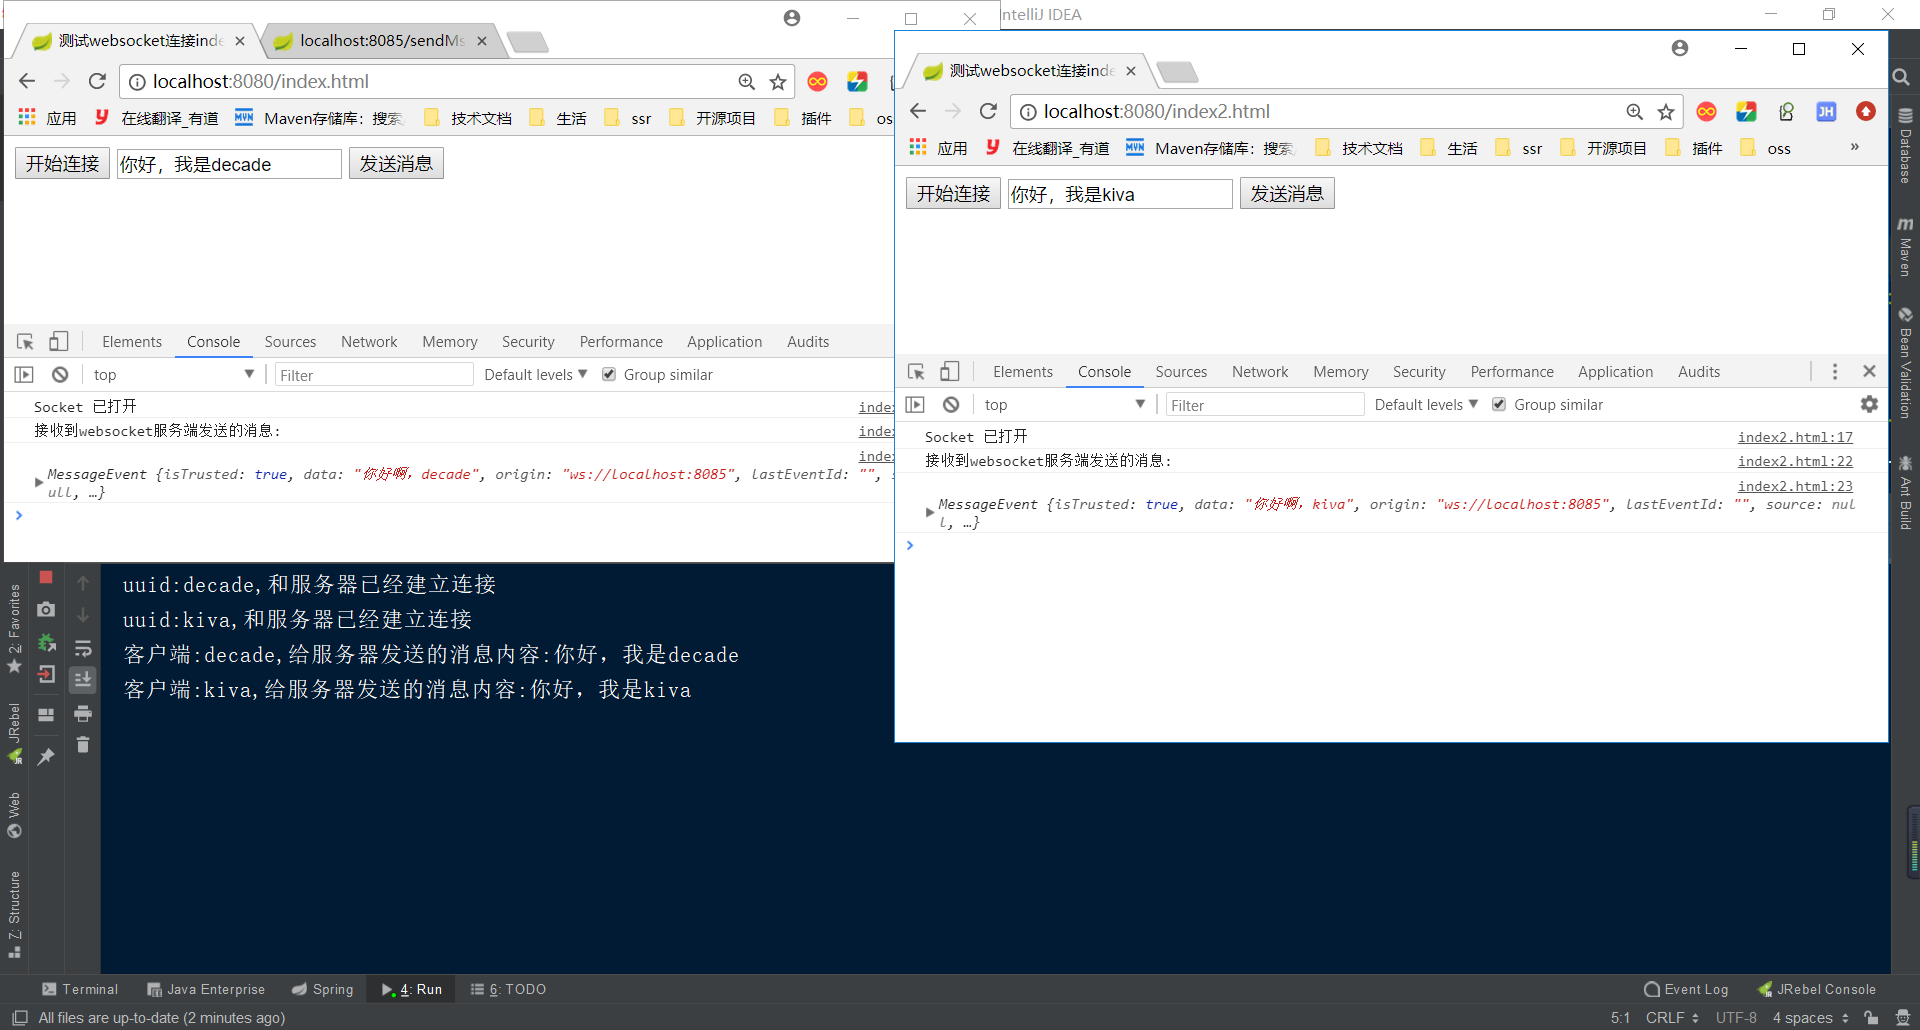 IntelliJ IDEA
测试websocket连接inde
localhost:8085/sendMs
localhost:8080/index.html
应用
在线翻译_有道
Maven存储库：搜索
技术文档
生活
ssr
开源项目
插件
os
开始连接
你好，我是decade
发送消息
Elements Console Sources Network Memory Security Performance Application Audits
top
Filter
Default levels
Group similar
Socket 已打开
index
接收到websocket服务端发送的消息:
index
index
MessageEvent {isTrusted: true, data: "你好啊，decade", origin: "ws://localhost:8085", lastEventId: "", s
ull, …}
测试websocket连接inde
localhost:8080/index2.html
应用
在线翻译_有道
MVN
Maven存储库：搜索
技术文档
生活
ssr
开源项目
插件
oss
»
开始连接
你好，我是kiva
发送消息
Elements Console Sources Network Memory Security Performance Application Audits
top
Filter
Default levels
Group similar
Socket 已打开
index2.html:17
接收到websocket服务端发送的消息:
index2.html:22
index2.html:23
MessageEvent {isTrusted: true, data: "你好啊，kiva", origin: "ws://localhost:8085", lastEventId: "", source: nul
l, …}
uuid:decade,和服务器已经建立连接
uuid:kiva,和服务器已经建立连接
客户端:decade,给服务器发送的消息内容:你好，我是decade
客户端:kiva,给服务器发送的消息内容:你好，我是kiva
2: Favorites
JRebel
Web
Z: Structure
Database
Maven
Bean Validation
Ant Build
Terminal
Java Enterprise
Spring
4: Run
6: TODO
Event Log
JRebel Console
All files are up-to-date (2 minutes ago)
5:1 CRLF UTF-8 4 spaces